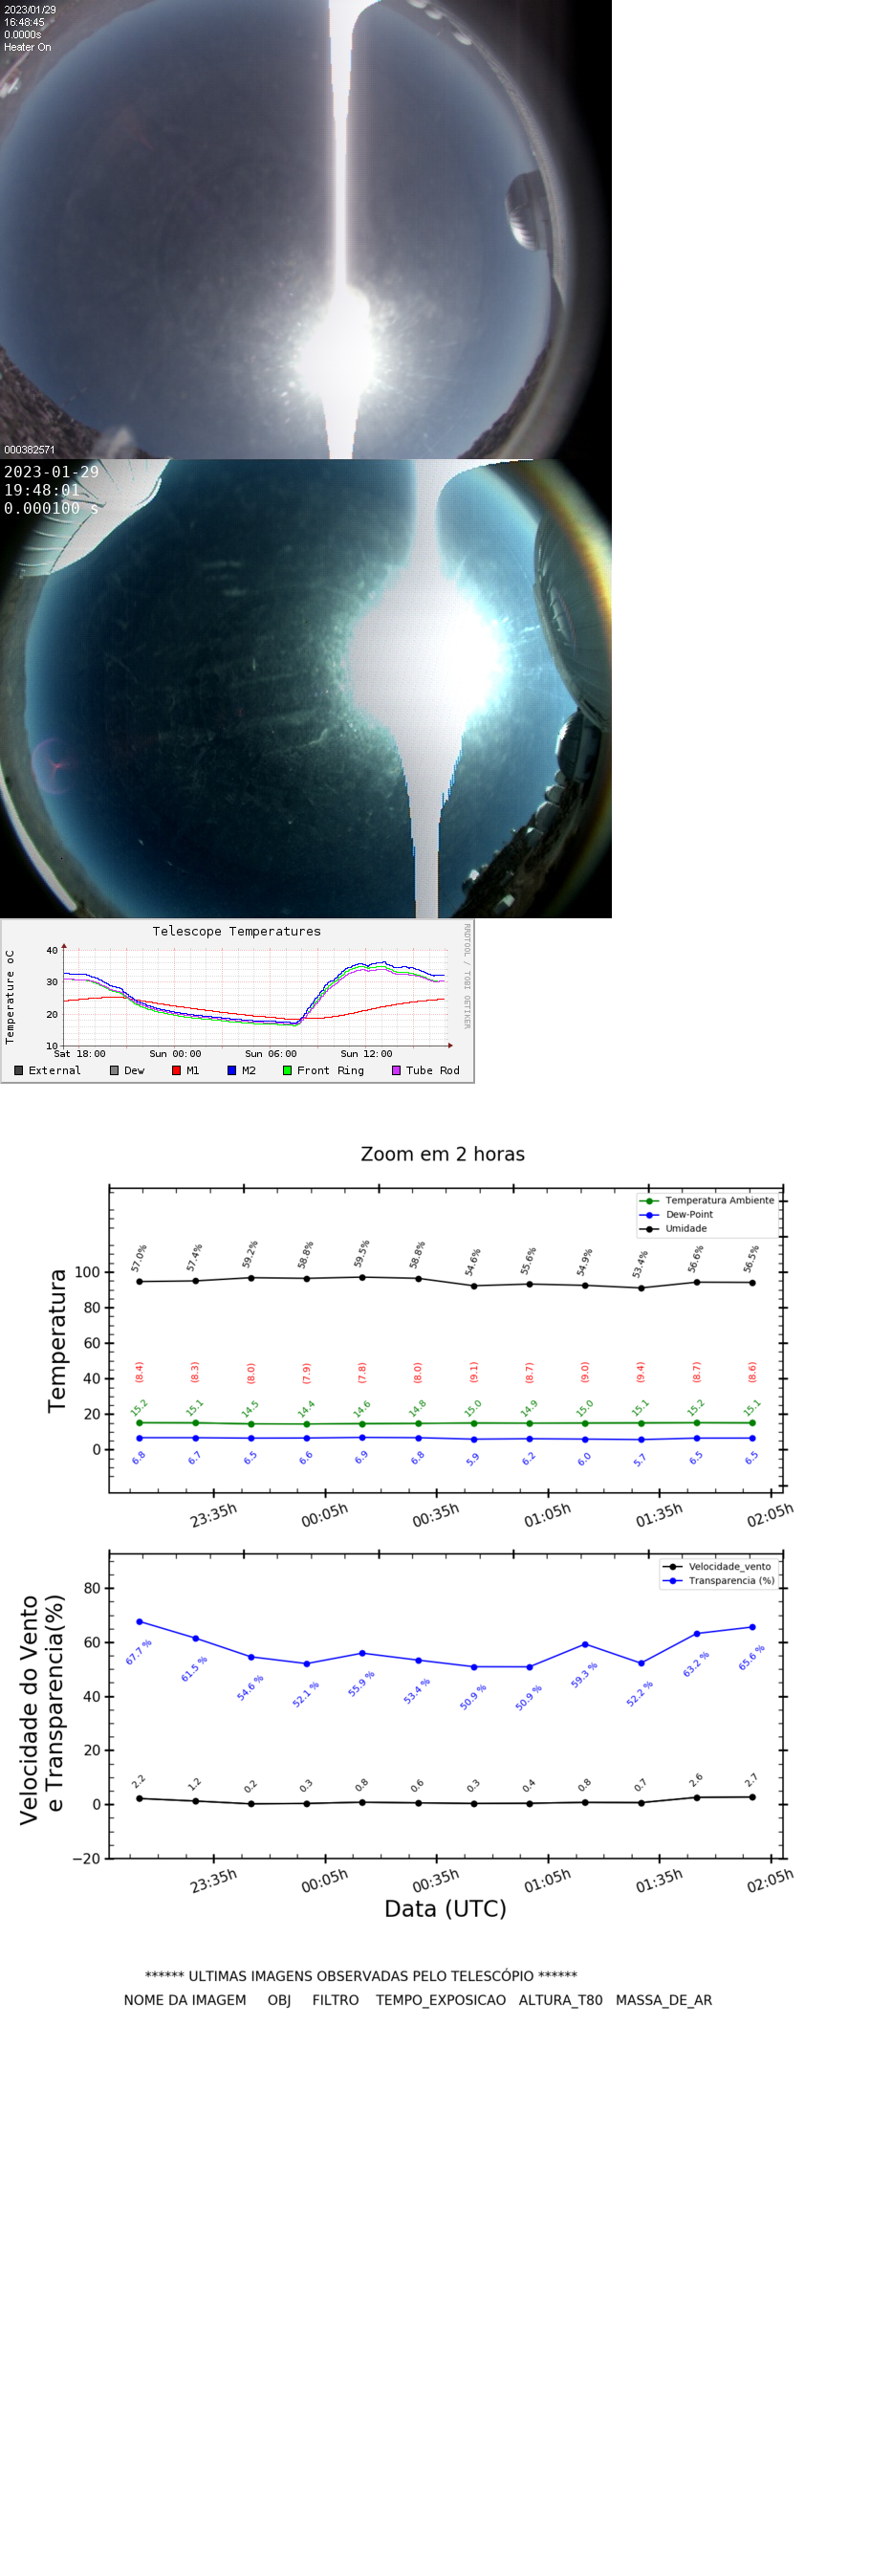 2023/01/29
16:48:45
0.0000s
Heater On
000382571
2023-01-29
19:48:01
0.000100 s
Telescope Temperatures
RRDTOOL / TOBI OETIKER
Temperature oC
40
30
20
10
Sat 18:00 Sun 00:00 Sun 06:00 Sun 12:00
External Dew M1 M2 Front Ring Tube Rod
Zoom em 2 horas
Temperatura Ambiente
Dew-Point
Umidade
Temperatura
100
80
60
40
20
0
57.0% 57.4% 59.2% 58.8% 59.5% 58.8% 54.6% 55.6% 54.9% 53.4% 56.6% 56.5%
(8.4) (8.3) (8.0) (7.9) (7.8) (8.0) (9.1) (8.7) (9.0) (9.4) (8.7) (8.6)
15.2 15.1 14.5 14.4 14.6 14.8 15.0 14.9 15.0 15.1 15.2 15.1
6.8 6.7 6.5 6.6 6.9 6.8 5.9 6.2 6.0 5.7 6.5 6.5
23:35h 00:05h 00:35h 01:05h 01:35h 02:05h
Velocidade_vento
Transparencia (%)
Velocidade do Vento
e Transparencia(%)
80
60
40
20
0
−20
67.7 % 61.5 % 54.6 % 52.1 % 55.9 % 53.4 % 50.9 % 50.9 % 59.3 % 52.2 % 63.2 % 65.6 %
2.2 1.2 0.2 0.3 0.8 0.6 0.3 0.4 0.8 0.7 2.6 2.7
23:35h 00:05h 00:35h 01:05h 01:35h 02:05h
Data (UTC)
****** ULTIMAS IMAGENS OBSERVADAS PELO TELESCÓPIO ******
NOME DA IMAGEM OBJ FILTRO TEMPO_EXPOSICAO ALTURA_T80 MASSA_DE_AR